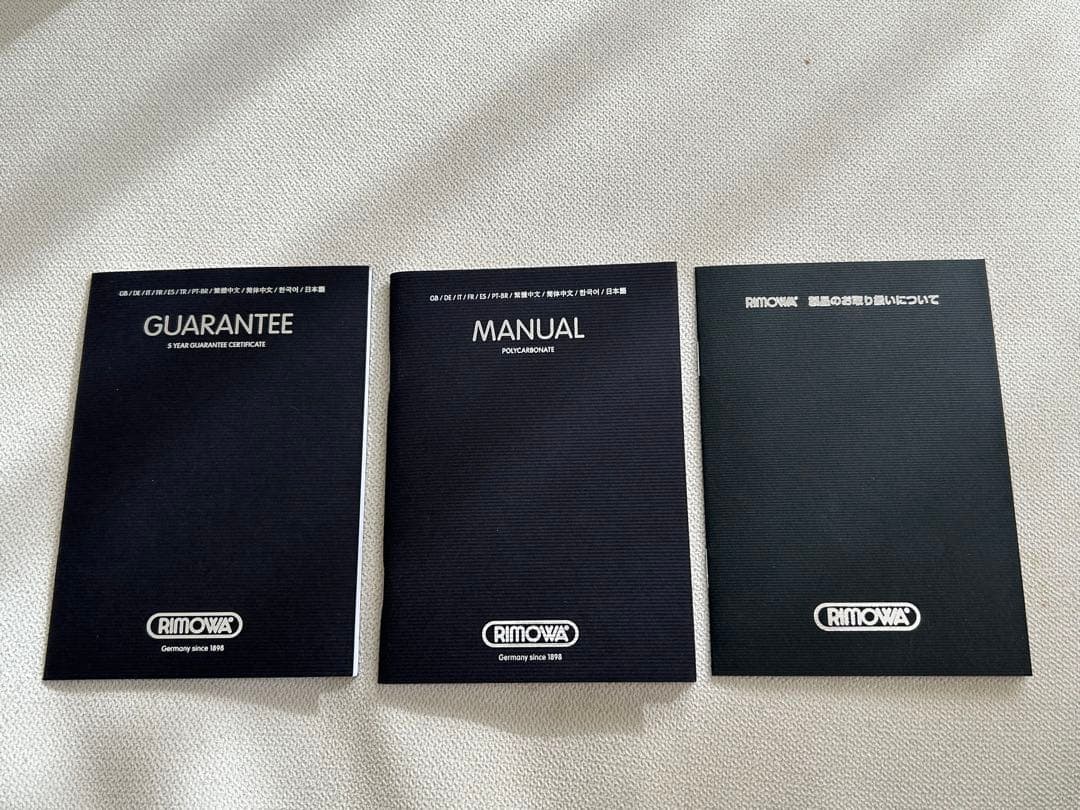 GB / DE / IT / FR / ES / TR / PT-BR / 繁體中文 / 简体中文 / 한국어 / 日本語
GUARANTEE
5 YEAR GUARANTEE CERTIFICATE
RIMOWA®
Germany since 1898
GB / DE / IT / FR / ES / PT-BR / 繁體中文 / 简体中文 / 한국어 / 日本語
MANUAL
POLYCARBONATE
RIMOWA®
Germany since 1898
RIMOWA® 製品のお取り扱いについて
RIMOWA®